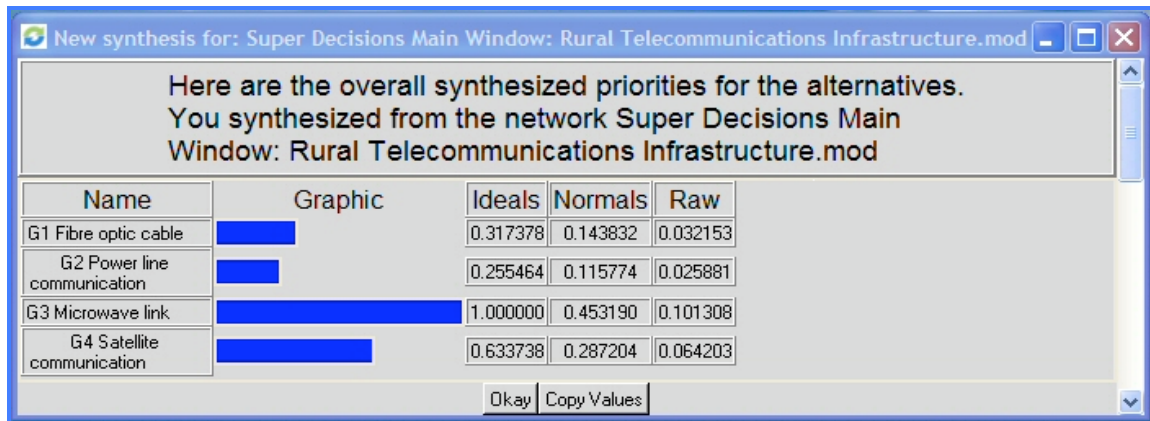 New synthesis for: Super Decisions Main Window: Rural Telecommunications Infrastructure.mod
Here are the overall synthesized priorities for the alternatives.
You synthesized from the network Super Decisions Main
Window: Rural Telecommunications Infrastructure.mod
Name Graphic Ideals Normals Raw
G1 Fibre optic cable 0.317378 0.143832 0.032153
G2 Power line
communication 0.255464 0.115774 0.025881
G3 Microwave link 1.000000 0.453190 0.101308
G4 Satellite
communication 0.633738 0.287204 0.064203
Okay Copy Values